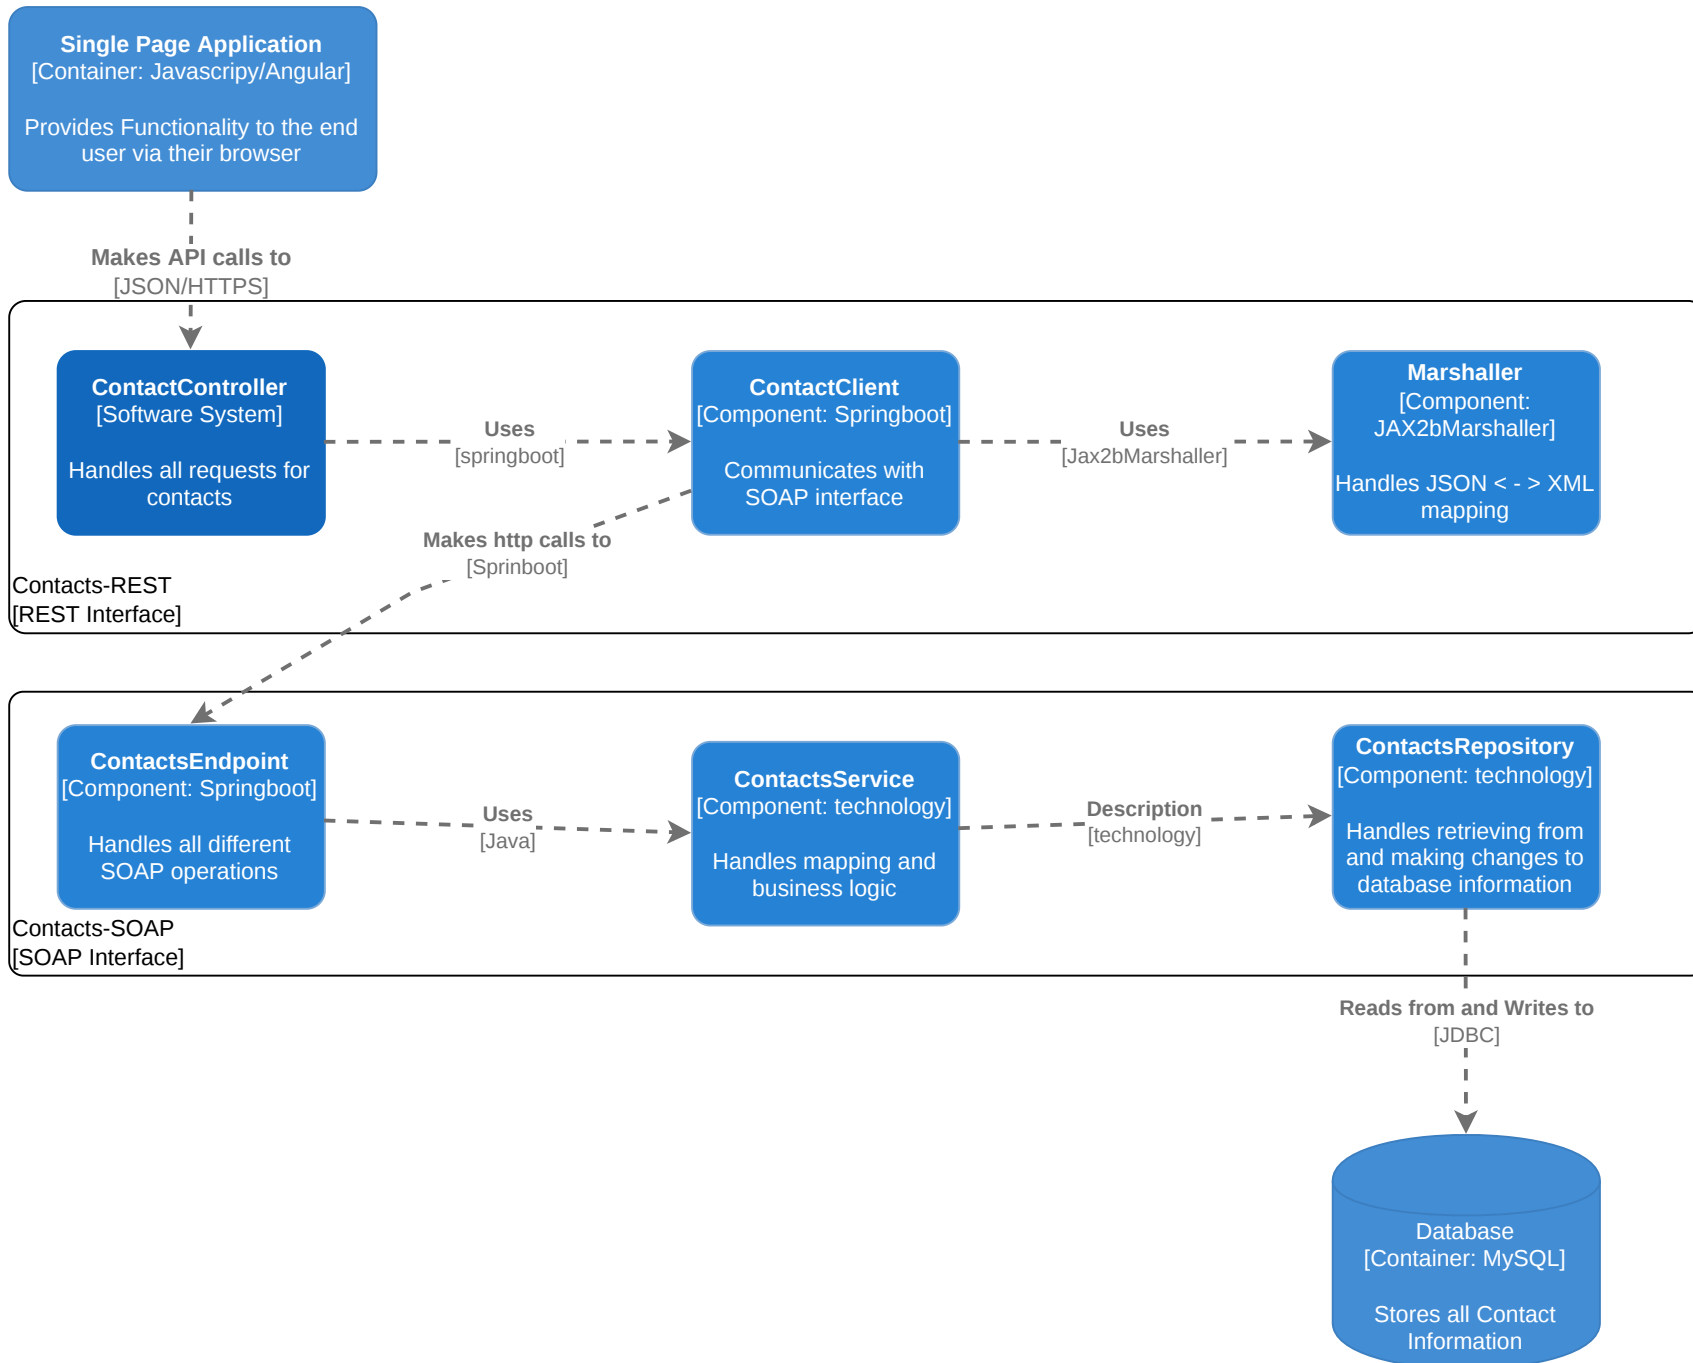 Single Page Application
[Container: Javascripy/Angular]
Provides Functionality to the end
user via their browser
Makes API calls to
[JSON/HTTPS]
ContactController
[Software System]
Handles all requests for
contacts
Uses
[springboot]
ContactClient
[Component: Springboot]
Communicates with
SOAP interface
Uses
[Jax2bMarshaller]
Marshaller
[Component:
JAX2bMarshaller]
Handles JSON < - > XML
mapping
Makes http calls to
[Sprinboot]
Contacts-REST
[REST Interface]
ContactsEndpoint
[Component: Springboot]
Handles all different
SOAP operations
Uses
[Java]
ContactsService
[Component: technology]
Handles mapping and
business logic
Description
[technology]
ContactsRepository
[Component: technology]
Handles retrieving from
and making changes to
database information
Contacts-SOAP
[SOAP Interface]
Reads from and Writes to
[JDBC]
Database
[Container: MySQL]
Stores all Contact
Information